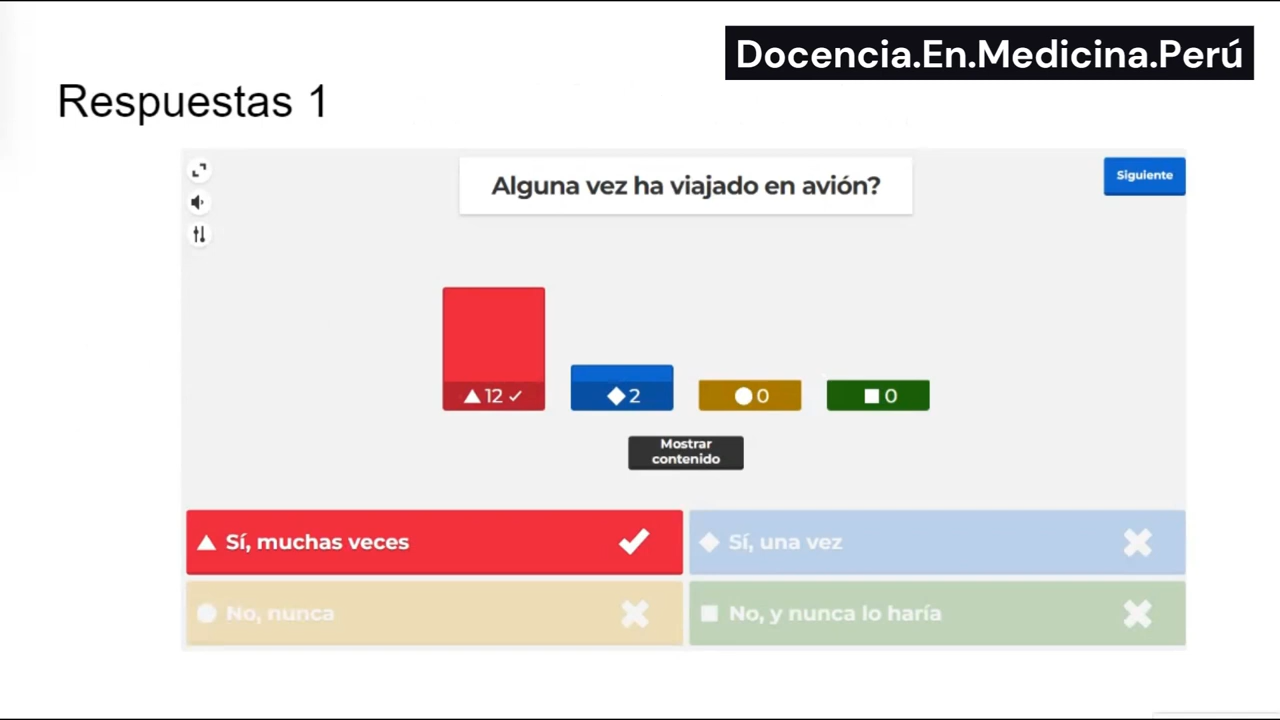 Docencia.En.Medicina.Perú
Respuestas 1
Alguna vez ha viajado en avión?
Siguiente
12
2
0
0
Mostrar
contenido
Sí, muchas veces
Sí, una vez
No, nunca
No, y nunca lo haría